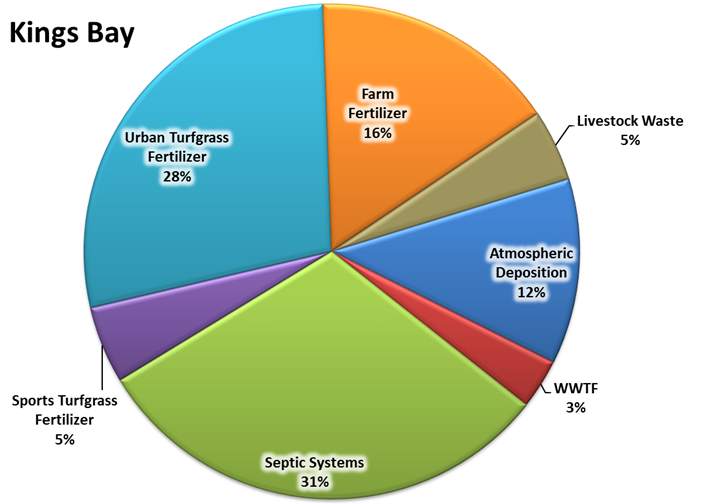 Kings Bay
Farm
Fertilizer
16%
Livestock Waste
5%
Atmospheric
Deposition
12%
WWTF
3%
Septic Systems
31%
Sports Turfgrass
Fertilizer
5%
Urban Turfgrass
Fertilizer
28%